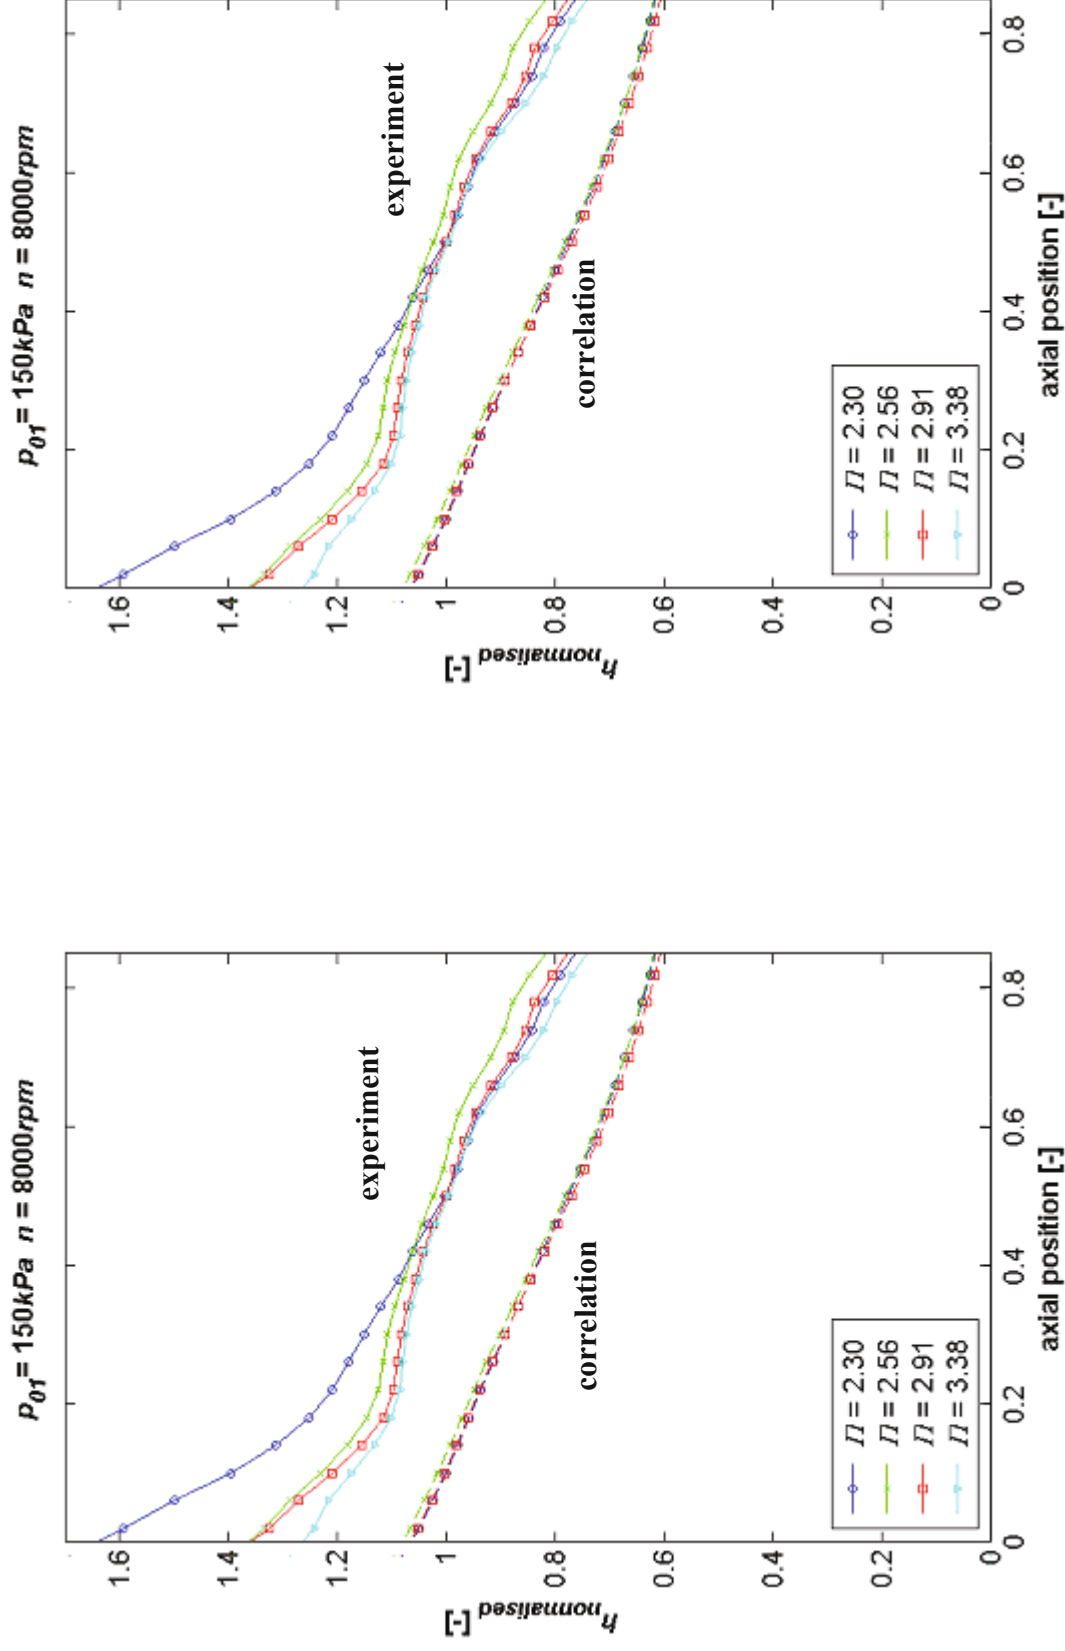 p01 = 150kPa n = 8000rpm
1.6
1.4
1.2
1
0.8
0.6
0.4
0.2
0
hnormalised [-]
experiment
correlation
Π = 2.30
Π = 2.56
Π = 2.91
Π = 3.38
0 0.2 0.4 0.6 0.8
axial position [-]
p01 = 150kPa n = 8000rpm
1.6
1.4
1.2
1
0.8
0.6
0.4
0.2
0
hnormalised [-]
experiment
correlation
Π = 2.30
Π = 2.56
Π = 2.91
Π = 3.38
0 0.2 0.4 0.6 0.8
axial position [-]